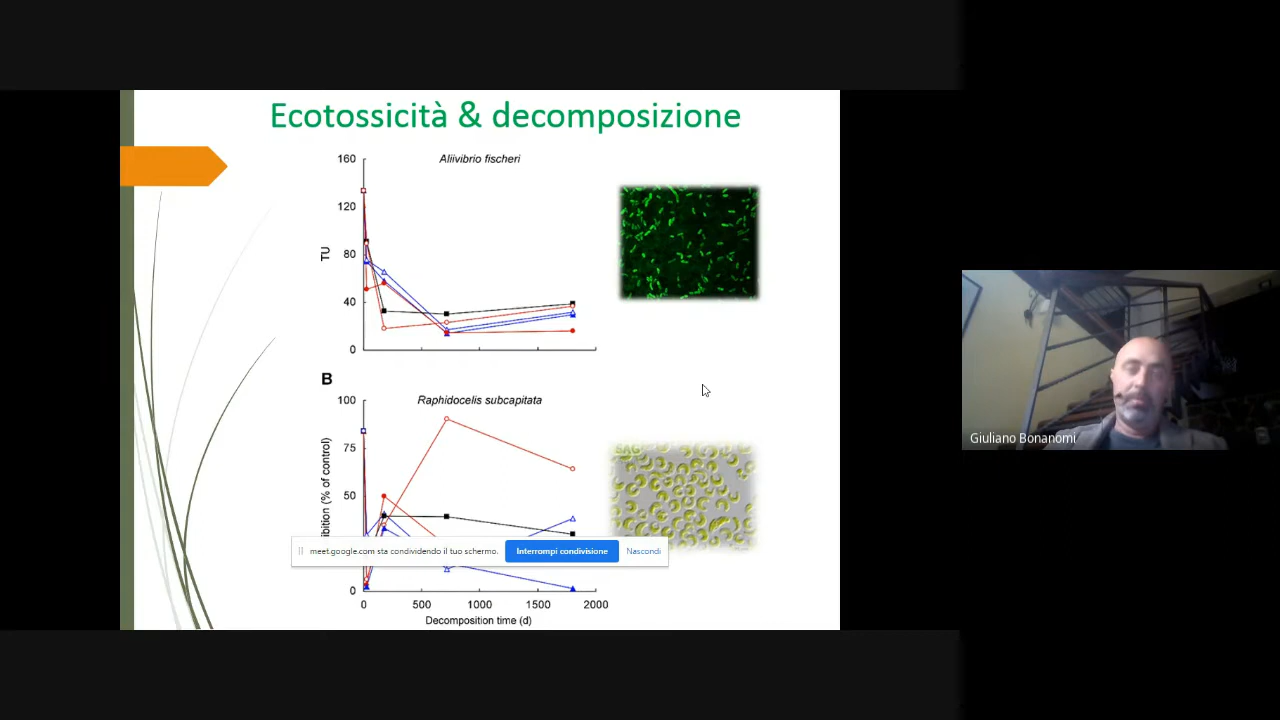 Ecotossicità & decomposizione
Aliivibrio fischeri
160
120
TU
80
40
0
B
Raphidocelis subcapitata
100
75
ibition (% of control)
50
SAG
meet.google.com sta condividendo il tuo schermo.
Interrompi condivisione
Nascondi
0
0 500 1000 1500 2000
Decomposition time (d)
Giuliano Bonanomi